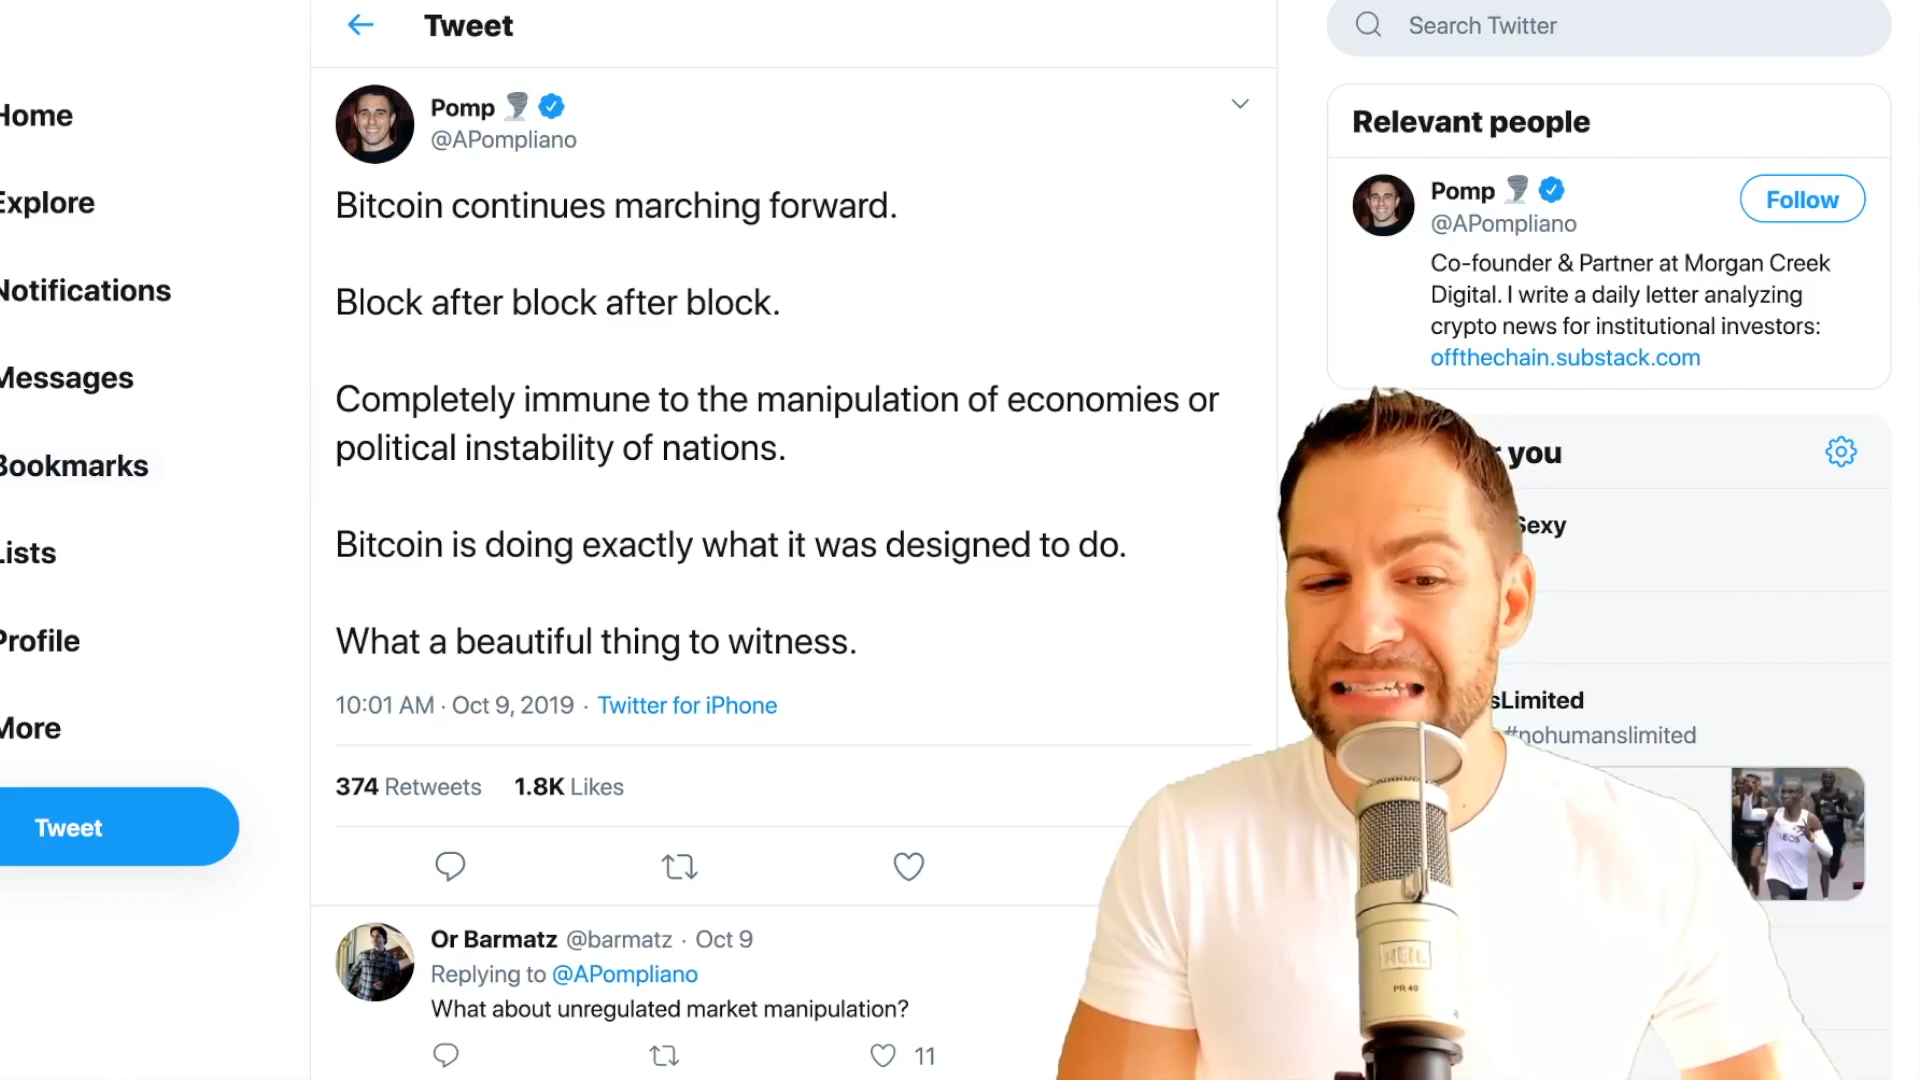 Tweet
Search Twitter
Home
Explore
Notifications
Messages
Bookmarks
Lists
Profile
More
Tweet
Pomp
@APompliano
Bitcoin continues marching forward.
Block after block after block.
Completely immune to the manipulation of economies or
political instability of nations.
Bitcoin is doing exactly what it was designed to do.
What a beautiful thing to witness.
10:01 AM · Oct 9, 2019 · Twitter for iPhone
374 Retweets 1.8K Likes
Or Barmatz @barmatz · Oct 9
Replying to @APompliano
What about unregulated market manipulation?
11
Relevant people
Pomp
Follow
@APompliano
Co-founder & Partner at Morgan Creek
Digital. I write a daily letter analyzing
crypto news for institutional investors:
offthechain.substack.com
you
Sexy
sLimited
#nohumanslimited
INEOS
HEIL
PR 40